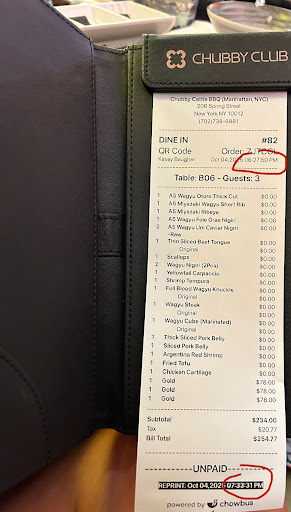 CHUBBY CLUB
Chubby Cattle BBQ (Manhattan, NYC)
206 Spring Street
New York NY 10012
(702)738-6881
DINE IN #82
QR Code Order:
Kasey Baugher Oct 04,2025 06:27:50 PM
Table: B06 - Guests: 3
1 A5 Wagyu Otoro Thick Cut $0.00
1 A5 Miyazaki Wagyu Short Rib $0.00
1 A5 Miyazaki Ribeye $0.00
1 A5 Wagyu Foie Gras Nigiri $0.00
2 A5 Wagyu Uni Caviar Nigiri $0.00
-Raw
1 Thin Sliced Beef Tongue $0.00
Original
1 Scallops $0.00
2 Wagyu Nigiri (2Pcs) $0.00
1 Yellowtail Carpaccio $0.00
1 Shrimp Tempura $0.00
1 Full Blood Wagyu Knuckle $0.00
Original
1 Wagyu Steak $0.00
Original
1 Wagyu Cube (Marinated) $0.00
Original
1 Thick Sliced Pork Belly $0.00
1 Sliced Pork Belly $0.00
1 Argentina Red Shrimp $0.00
1 Fried Tofu $0.00
1 Chicken Cartilage $0.00
1 Gold $78.00
1 Gold $78.00
1 Gold $78.00
Subtotal $234.00
Tax $20.77
Bill Total $254.77
UNPAID
REPRINT: Oct 04,2025 07:33:31 PM
powered by chowbus